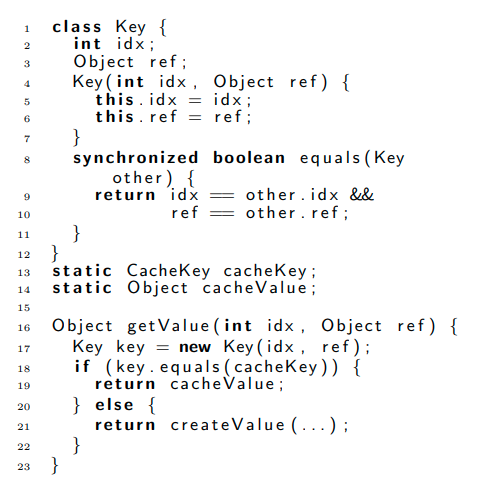 1 class Key {
2 int idx;
3 Object ref;
4 Key(int idx, Object ref) {
5 this.idx = idx;
6 this.ref = ref;
7 }
8 synchronized boolean equals(Key
other) {
9 return idx == other.idx &&
10 ref == other.ref;
11 }
12 }
13 static CacheKey cacheKey;
14 static Object cacheValue;
15
16 Object getValue(int idx, Object ref) {
17 Key key = new Key(idx, ref);
18 if (key.equals(cacheKey)) {
19 return cacheValue;
20 } else {
21 return createValue(...);
22 }
23 }